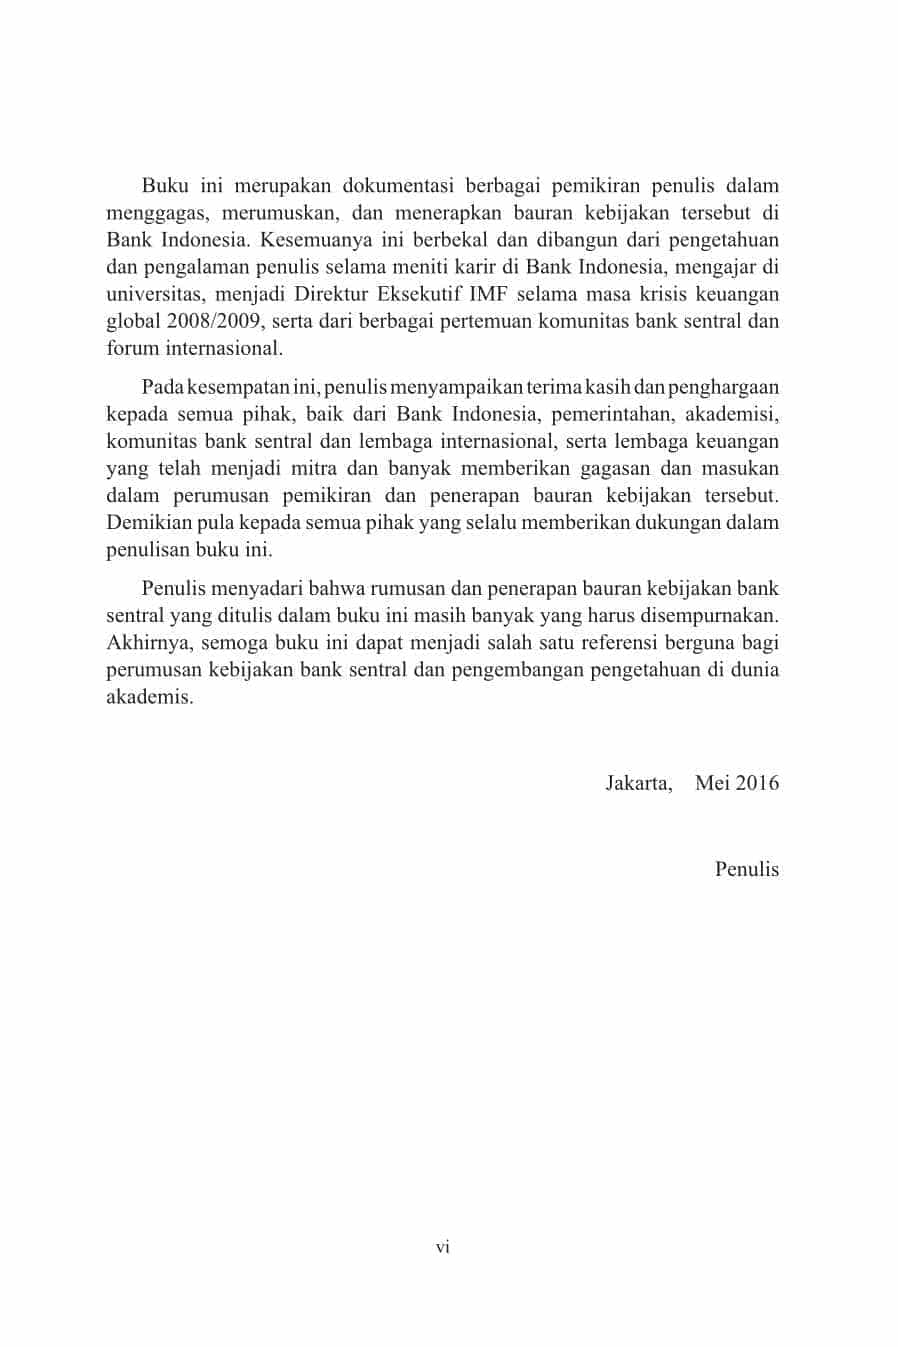 Buku ini merupakan dokumentasi berbagai pemikiran penulis dalam
menggagas, merumuskan, dan menerapkan bauran kebijakan tersebut di
Bank Indonesia. Kesemuanya ini berbekal dan dibangun dari pengetahuan
dan pengalaman penulis selama meniti karir di Bank Indonesia, mengajar di
universitas, menjadi Direktur Eksekutif IMF selama masa krisis keuangan
global 2008/2009, serta dari berbagai pertemuan komunitas bank sentral dan
forum internasional.
Pada kesempatan ini, penulis menyampaikan terima kasih dan penghargaan
kepada semua pihak, baik dari Bank Indonesia, pemerintahan, akademisi,
komunitas bank sentral dan lembaga internasional, serta lembaga keuangan
yang telah menjadi mitra dan banyak memberikan gagasan dan masukan
dalam perumusan pemikiran dan penerapan bauran kebijakan tersebut.
Demikian pula kepada semua pihak yang selalu memberikan dukungan dalam
penulisan buku ini.
Penulis menyadari bahwa rumusan dan penerapan bauran kebijakan bank
sentral yang ditulis dalam buku ini masih banyak yang harus disempurnakan.
Akhirnya, semoga buku ini dapat menjadi salah satu referensi berguna bagi
perumusan kebijakan bank sentral dan pengembangan pengetahuan di dunia
akademis.
Jakarta, Mei 2016
Penulis
vi